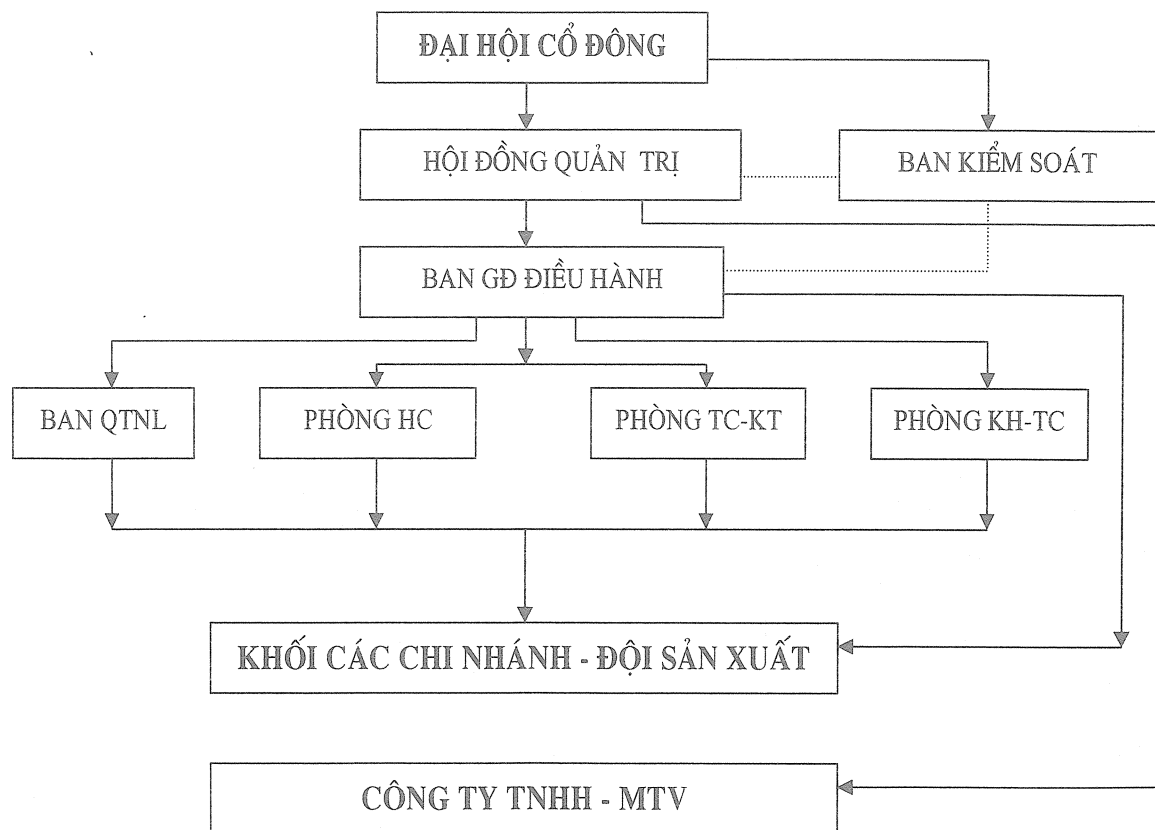 ĐẠI HỘI CỔ ĐÔNG
HỘI ĐỒNG QUẢN TRỊ
BAN KIỂM SOÁT
BAN GĐ ĐIỀU HÀNH
BAN QTNL
PHÒNG HC
PHÒNG TC-KT
PHÒNG KH-TC
KHỐI CÁC CHI NHÁNH - ĐỘI SẢN XUẤT
CÔNG TY TNHH - MTV